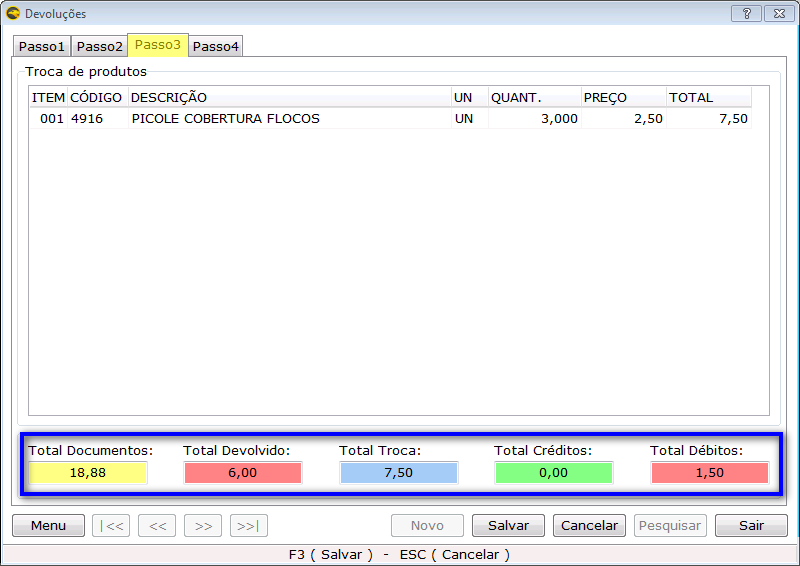 Devoluções
Passo1 Passo2 Passo3 Passo4
Troca de produtos
ITEM CÓDIGO DESCRIÇÃO UN QUANT. PREÇO TOTAL
001 4916 PICOLE COBERTURA FLOCOS UN 3,000 2,50 7,50
Total Documentos: Total Devolvido: Total Troca: Total Créditos: Total Débitos:
18,88 6,00 7,50 0,00 1,50
Menu |<< << >> >>| Novo Salvar Cancelar Pesquisar Sair
F3 ( Salvar ) - ESC ( Cancelar )